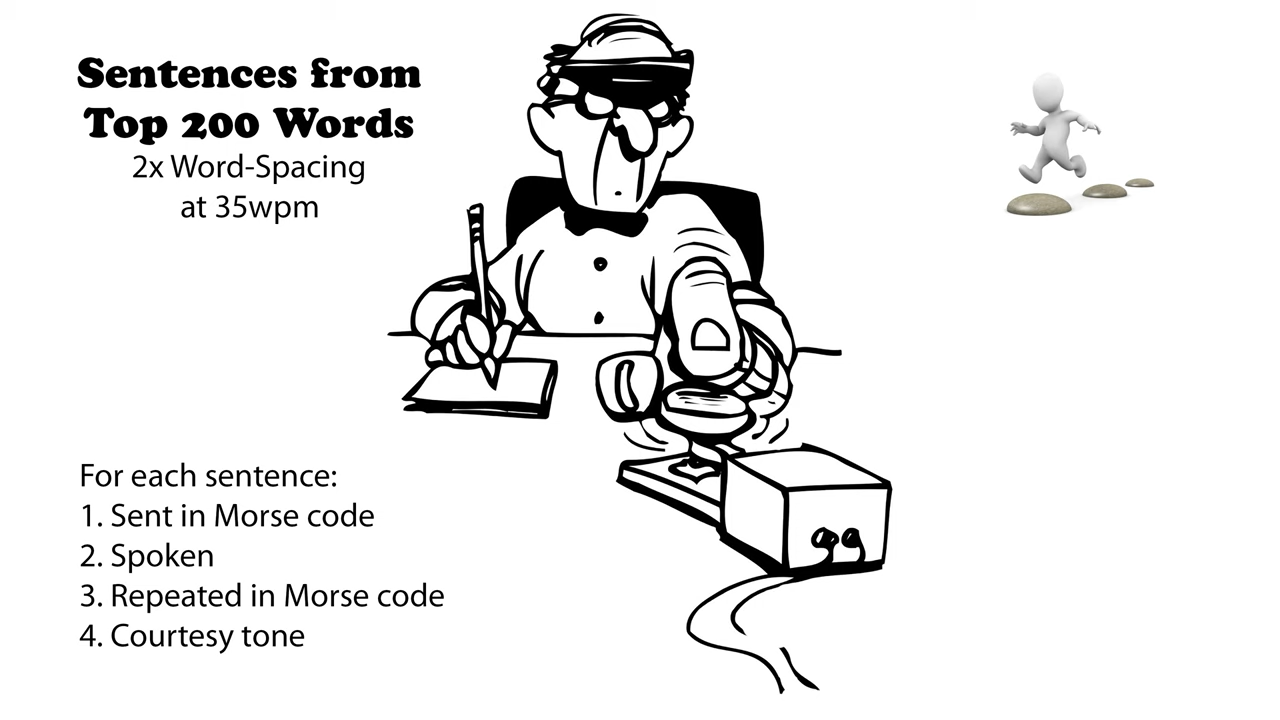 Sentences from
Top 200 Words
2x Word-Spacing
at 35wpm
For each sentence:
1. Sent in Morse code
2. Spoken
3. Repeated in Morse code
4. Courtesy tone